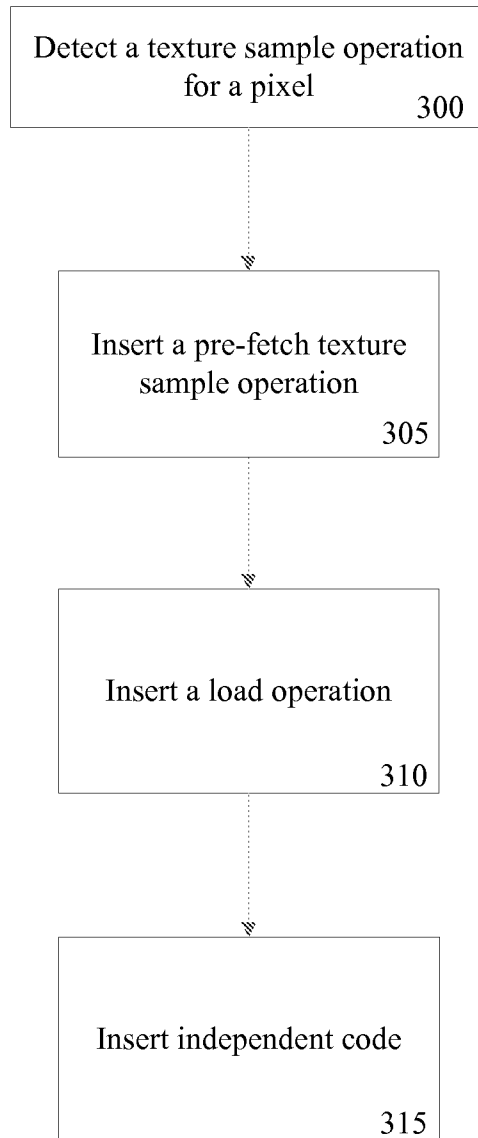 Detect a texture sample operation
for a pixel
300
Insert a pre-fetch texture
sample operation
305
Insert a load operation
310
Insert independent code
315